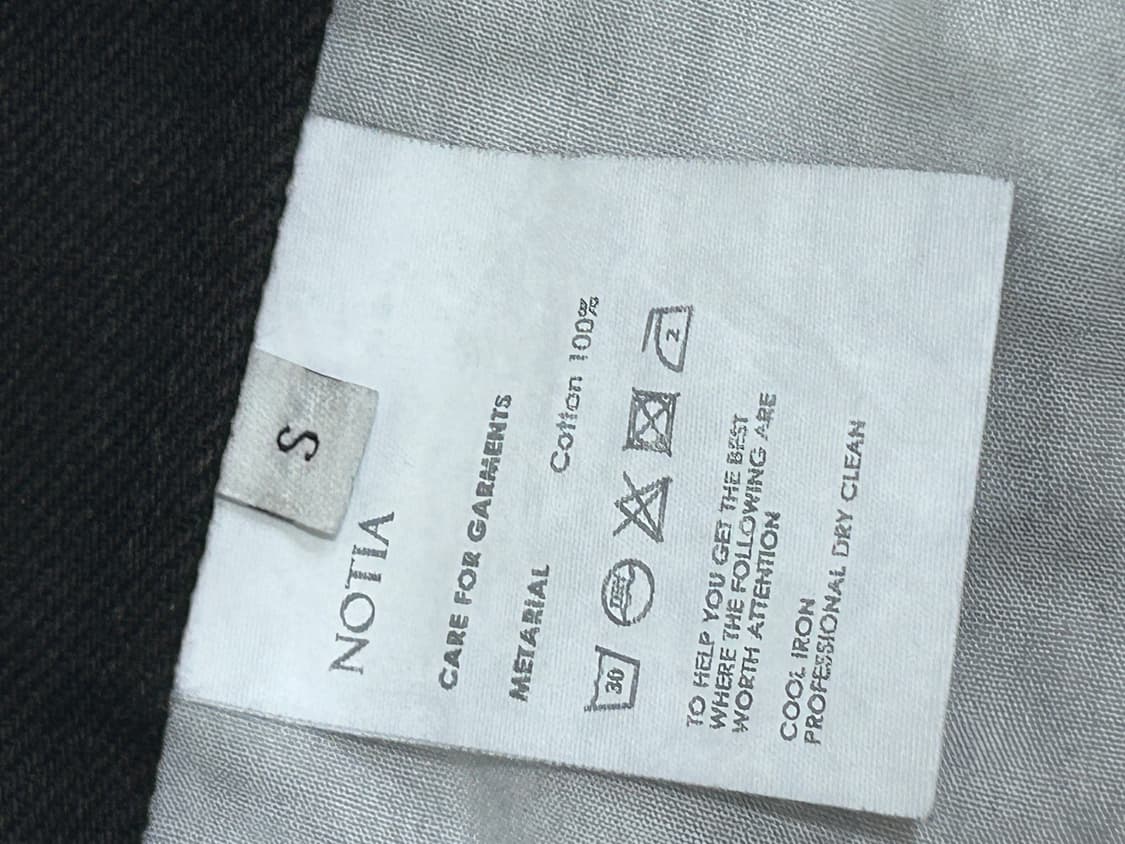 S
NOTIA
CARE FOR GARMENTS
METARIAL Cotton 100%
30 2
TO HELP YOU GET THE BEST
WHERE THE FOLLOWING ARE
WORTH ATTENTION
COOL IRON
PROFESSIONAL DRY CLEAN